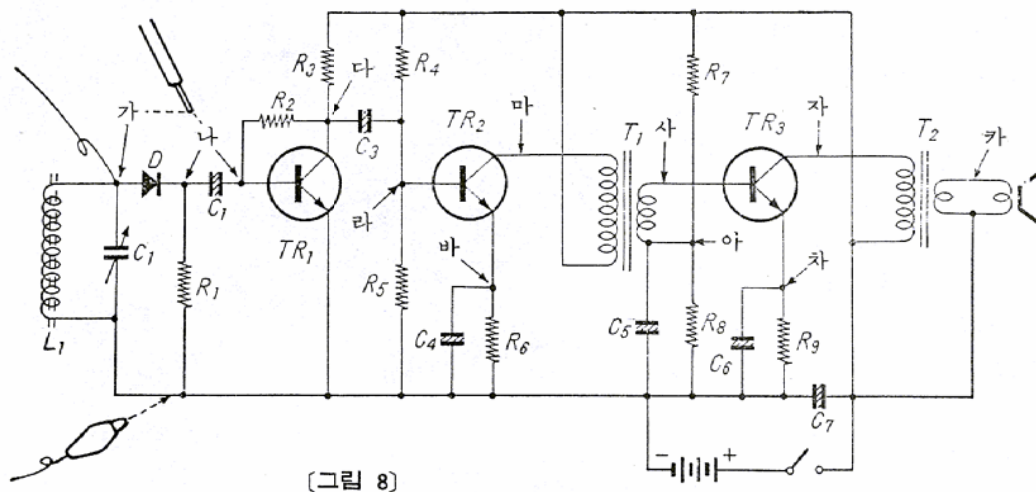 가
나
D
C₁
R₂
R₃
다
R₄
C₃
TR₁
L₁
C₁
R₁
라
R₅
TR₂
마
바
C₄
R₆
T₁
사
R₇
아
C₅
R₈
TR₃
자
차
C₆
R₉
C₇
T₂
카
- +
〔그림 8〕